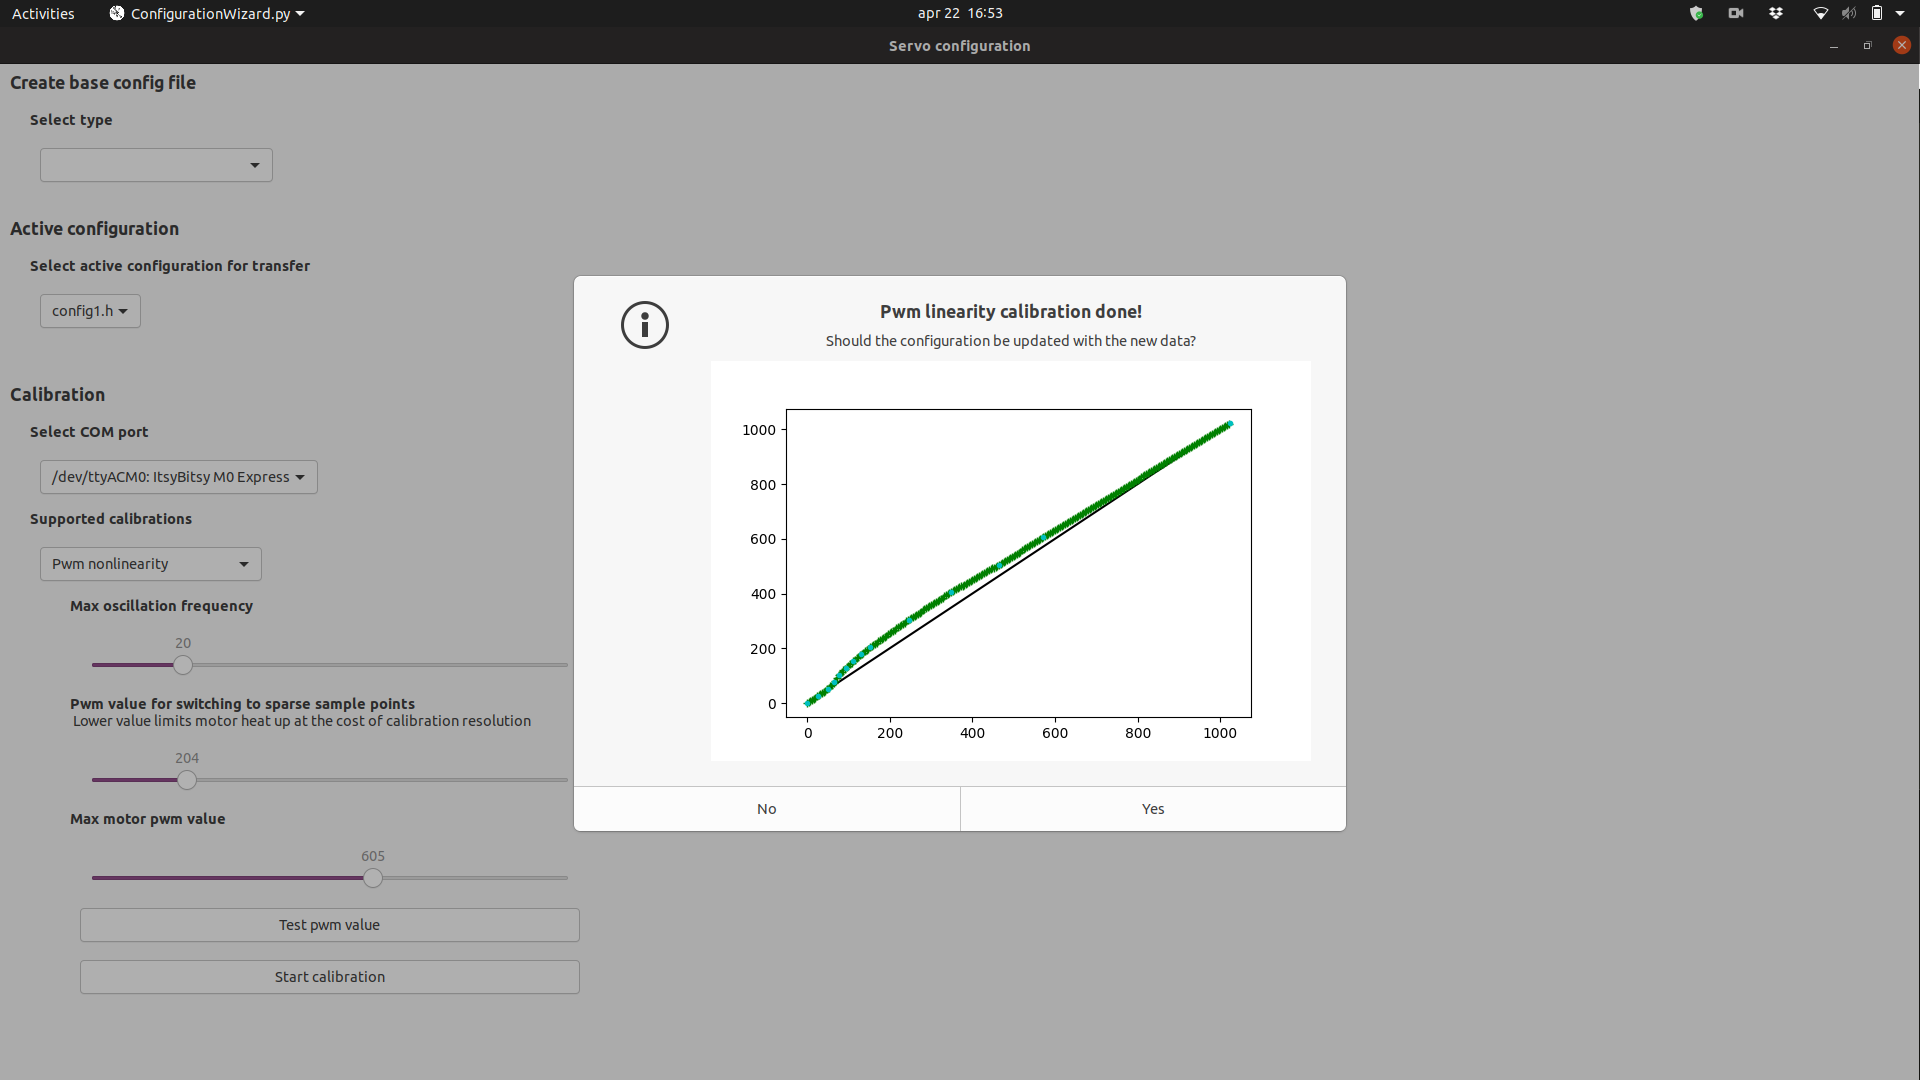 Activities
ConfigurationWizard.py
apr 22 16:53
Servo configuration
Create base config file
Select type
Active configuration
Select active configuration for transfer
config1.h
Calibration
Select COM port
/dev/ttyACM0: ItsyBitsy M0 Express
Supported calibrations
Pwm nonlinearity
Max oscillation frequency
20
Pwm value for switching to sparse sample points
Lower value limits motor heat up at the cost of calibration resolution
204
Max motor pwm value
605
Test pwm value
Start calibration
Pwm linearity calibration done!
Should the configuration be updated with the new data?
1000
800
600
400
200
0
0 200 400 600 800 1000
No
Yes